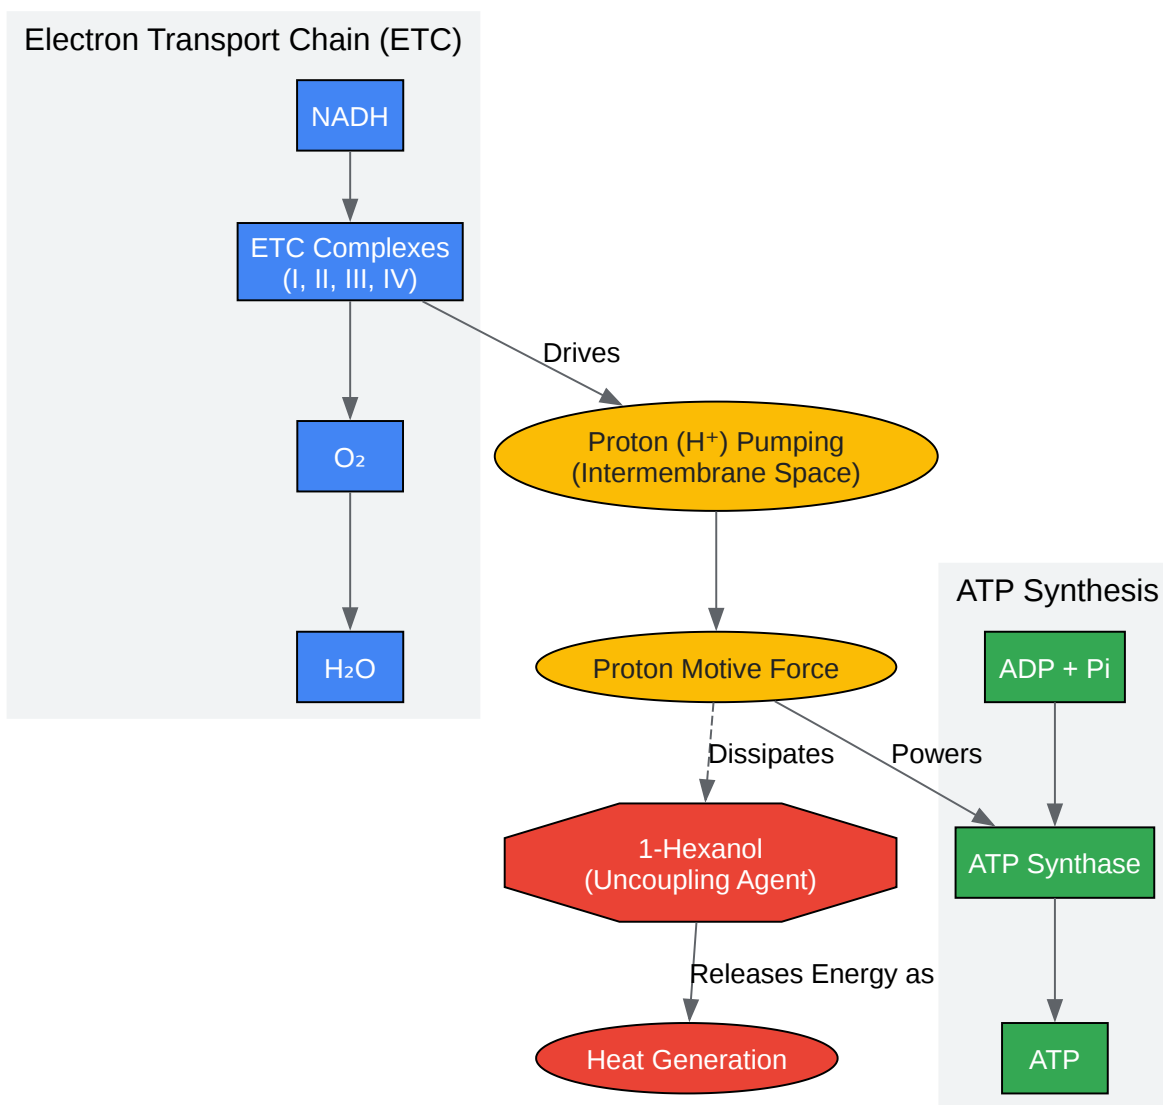 Electron Transport Chain (ETC)
NADH
ETC Complexes
(I, II, III, IV)
Drives
Proton (H⁺) Pumping
(Intermembrane Space)
O₂
ATP Synthesis
H₂O
Proton Motive Force
ADP + Pi
Dissipates
Powers
1-Hexanol
(Uncoupling Agent)
ATP Synthase
Releases Energy as
Heat Generation
ATP